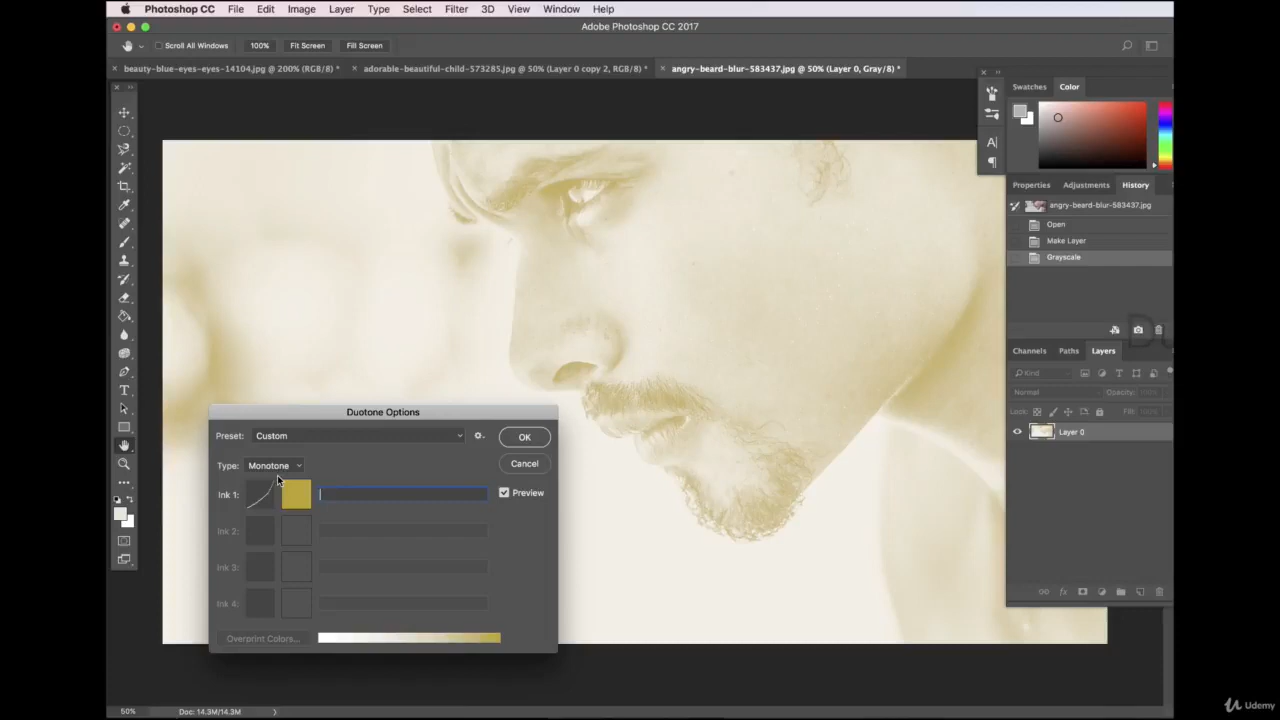 Photoshop CC File Edit Image Layer Type Select Filter 3D View Window Help
Adobe Photoshop CC 2017
Scroll All Windows 100% Fit Screen Fill Screen
beauty-blue-eyes-eyes-14104.jpg @ 200% (RGB/8) * adorable-beautiful-child-573285.jpg @ 50% (Layer 0 copy 2, RGB/8) * angry-beard-blur-583437.jpg @ 50% (Layer 0, Gray/8) *
Swatches Color
Properties Adjustments History
angry-beard-blur-583437.jpg
Open
Make Layer
Grayscale
Du
Channels Paths Layers
Kind
Normal Opacity: 100%
Lock: Fill: 100%
Layer 0
Duotone Options
Preset: Custom OK
Type: Monotone Cancel
Ink 1: Preview
Ink 2:
Ink 3:
Ink 4:
Overprint Colors...
50% Doc: 14.3M/14.3M
Udemy